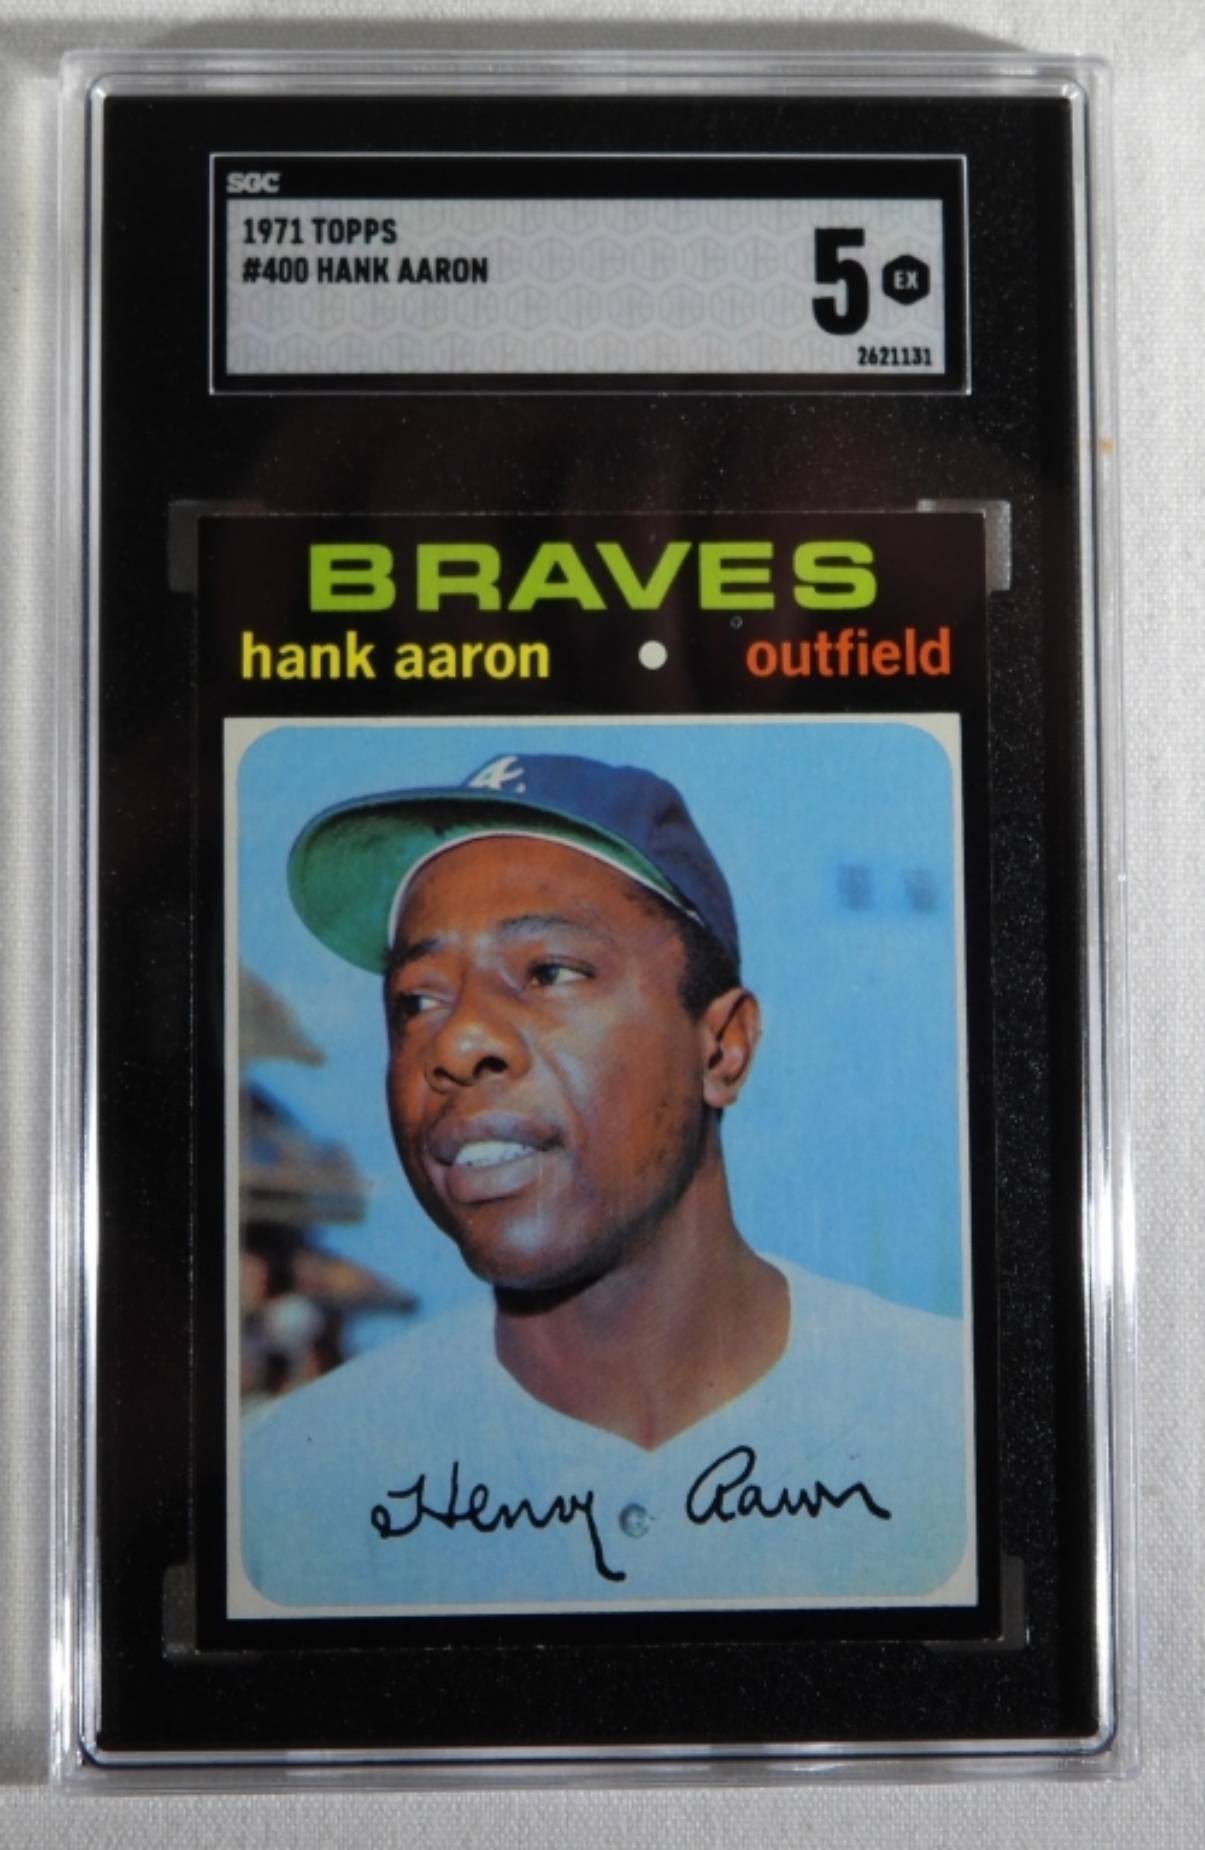 SGC
1971 TOPPS
#400 HANK AARON
5 EX
2621131
BRAVES
hank aaron • outfield
A
Henry Aaron